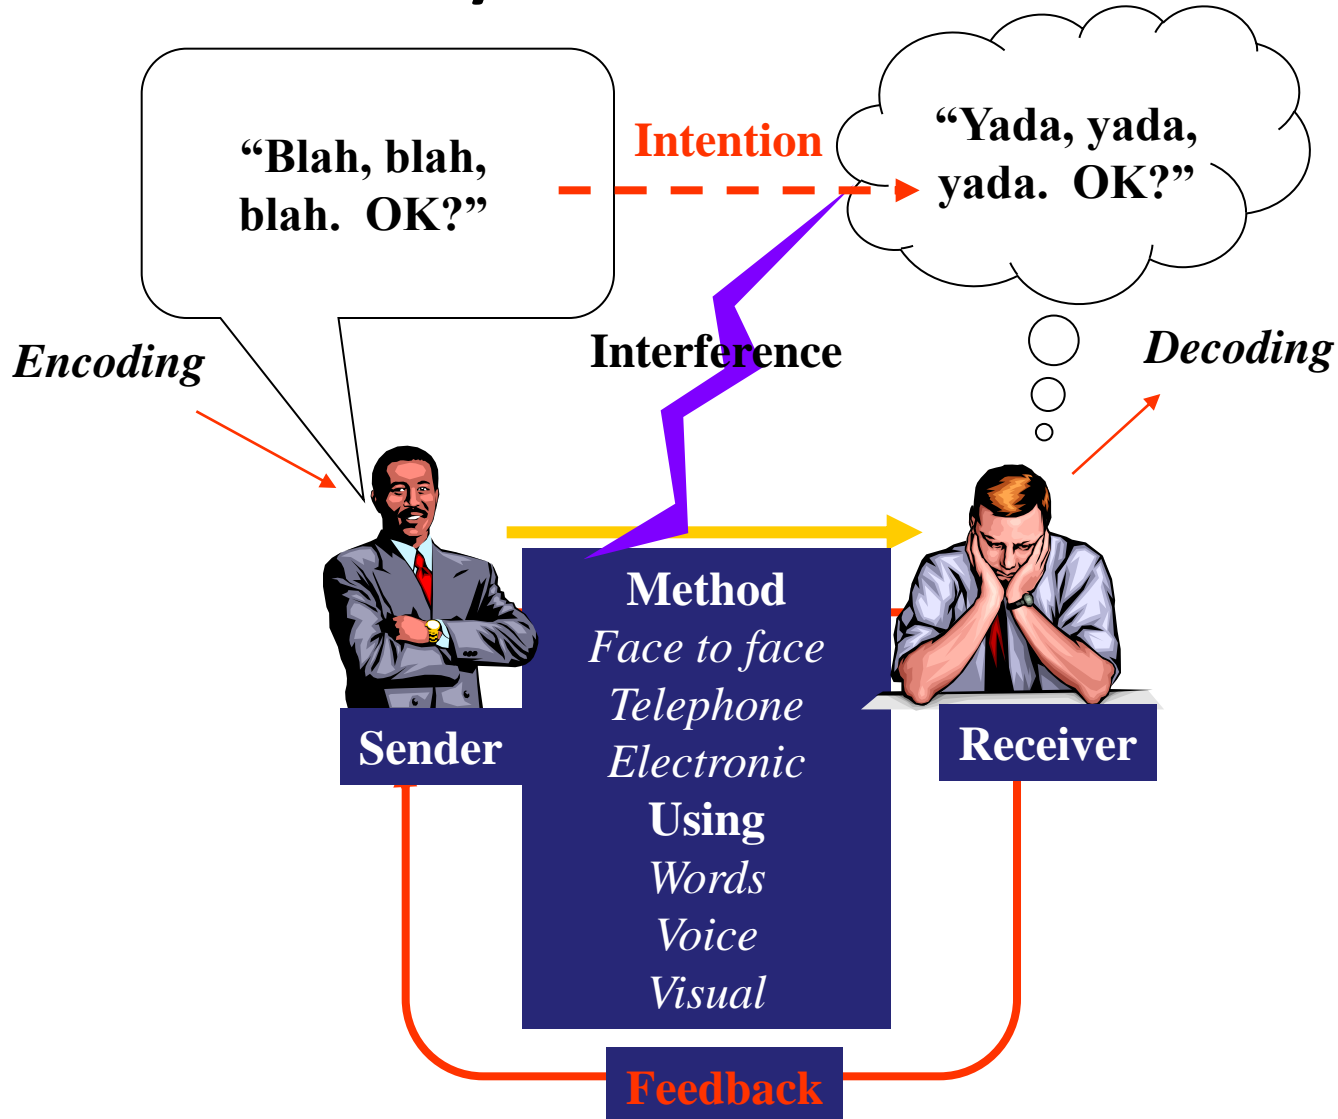 “Blah, blah,
blah. OK?”
Intention
“Yada, yada,
yada. OK?”
Interference
Encoding
Decoding
Method
Face to face
Telephone
Electronic
Using
Words
Voice
Visual
Sender
Receiver
Feedback